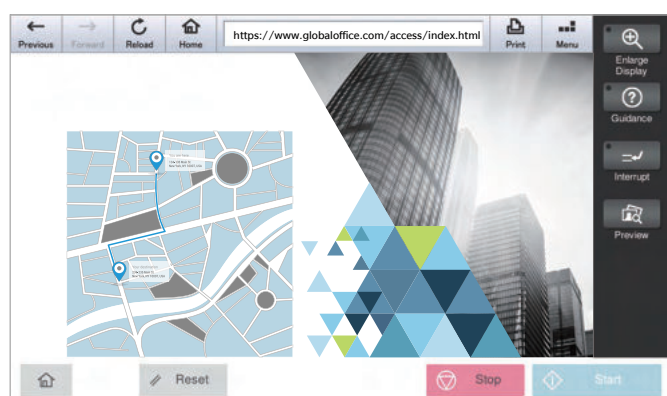 Previous
Forward
Reload
Home
https://www.globaloffice.com/access/index.html
Print
Menu
Enlarge
Display
Guidance
Interrupt
Preview
Reset
Stop
Start